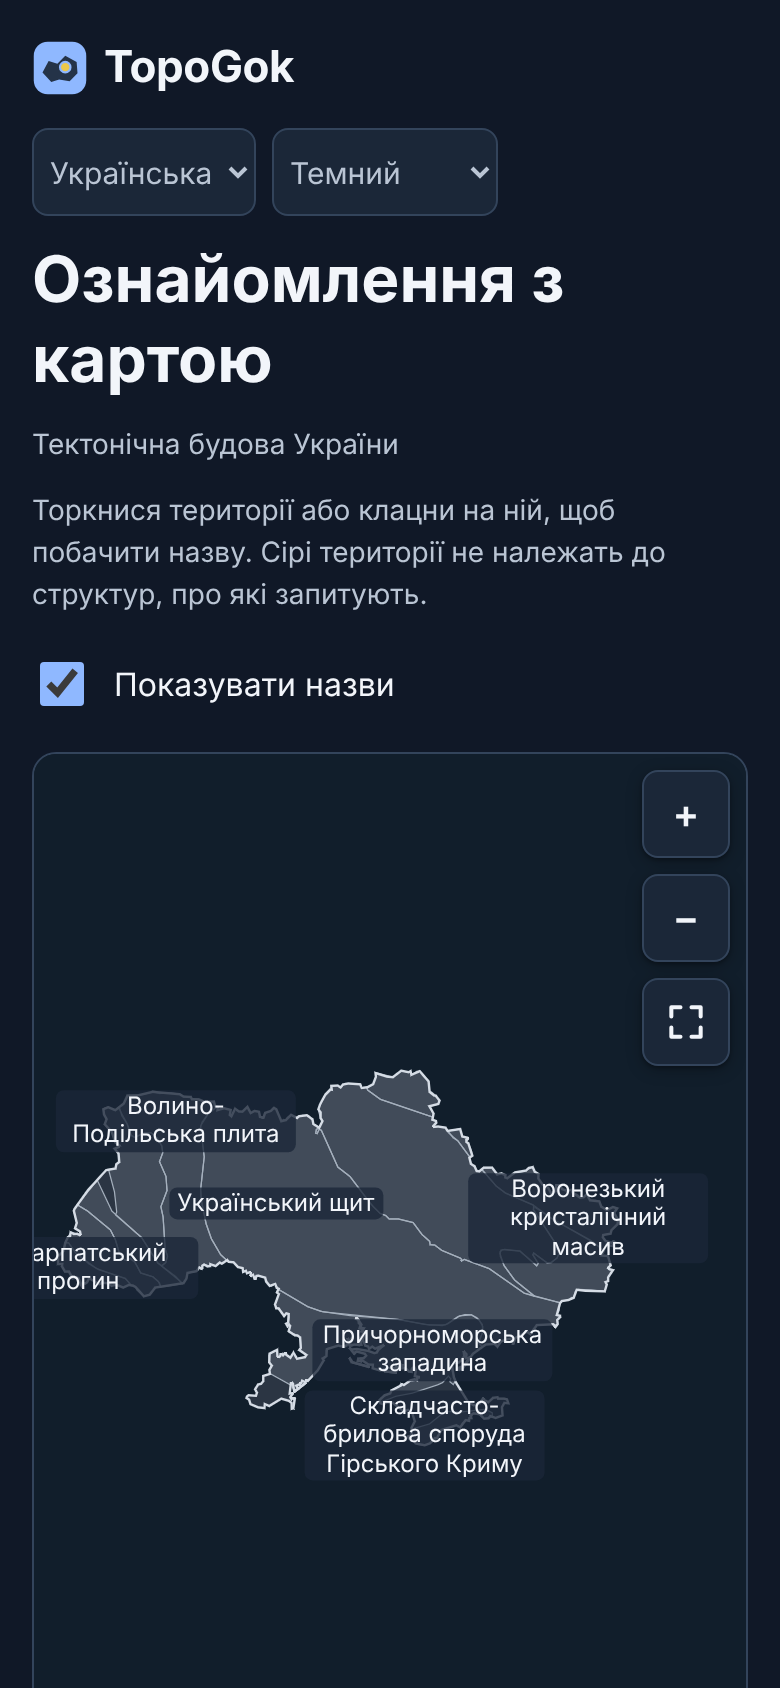 TopoGok
Українська
Темний
Ознайомлення з
картою
Тектонічна будова України
Торкнися території або клацни на ній, щоб
побачити назву. Сірі території не належать до
структур, про які запитують.
Показувати назви
+
−
Волино-
Подільська плита
Український щит
Воронезький
кристалічний
масив
арпатський
прогин
Причорноморська
западина
Складчасто-
брилова споруда
Гірського Криму